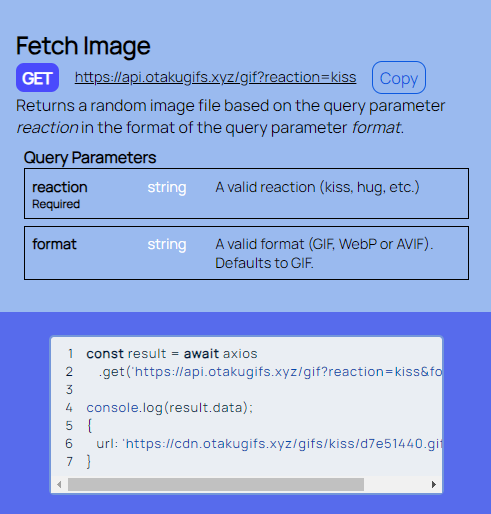 Fetch Image
GET https://api.otakugifs.xyz/gif?reaction=kiss Copy
Returns a random image file based on the query parameter
reaction in the format of the query parameter format.
Query Parameters
reaction string A valid reaction (kiss, hug, etc.)
Required
format string A valid format (GIF, WebP or AVIF).
Defaults to GIF.
1 const result = await axios
2 .get('https://api.otakugifs.xyz/gif?reaction=kiss&fo
3
4 console.log(result.data);
5 {
6 url: 'https://cdn.otakugifs.xyz/gifs/kiss/d7e51440.gif
7 }